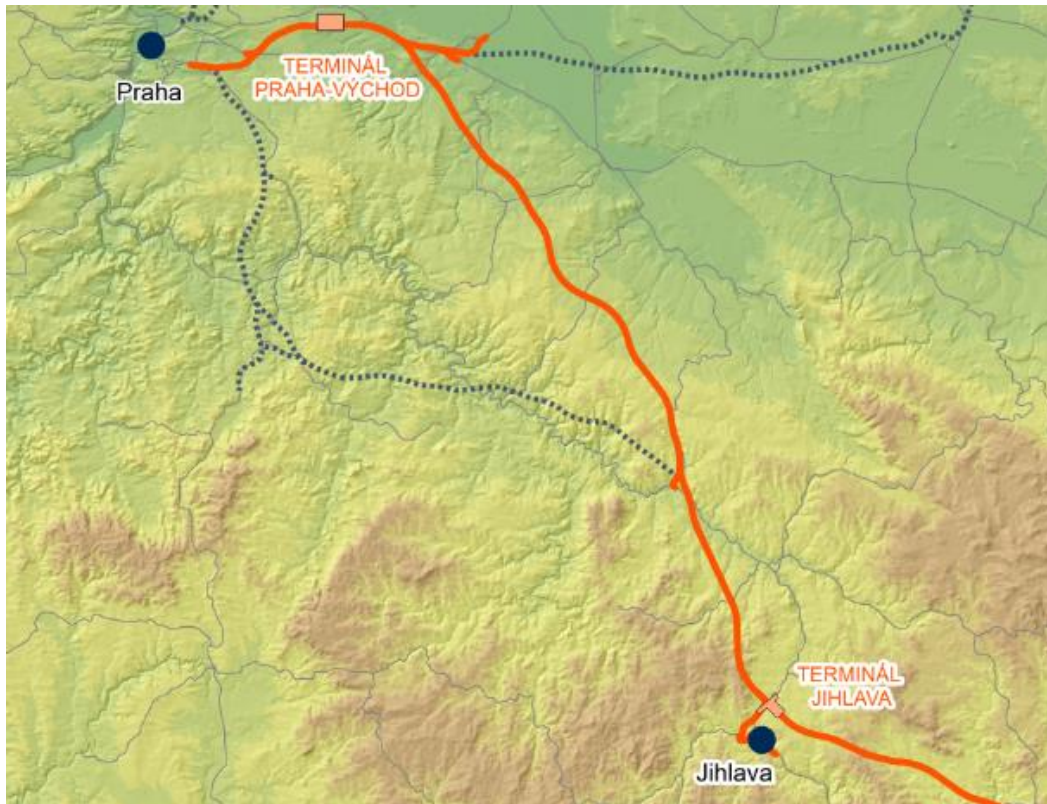 TERMINÁL
PRAHA-VÝCHOD
Praha
TERMINÁL
JIHLAVA
Jihlava